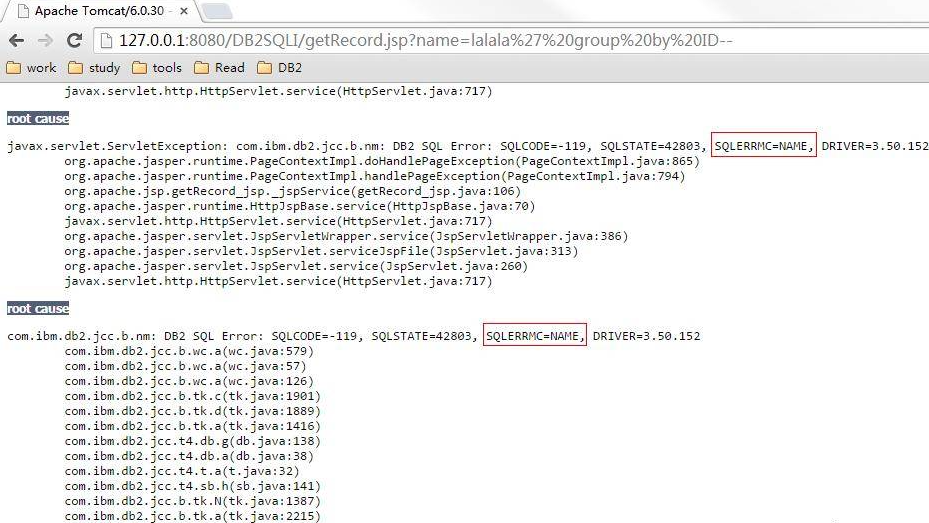 Apache Tomcat/6.0.30 -
127.0.0.1:8080/DB2SQLI/getRecord.jsp?name=lalala%27%20group%20by%20ID--
work study tools Read DB2
javax.servlet.http.HttpServlet.service(HttpServlet.java:717)
root cause
javax.servlet.ServletException: com.ibm.db2.jcc.b.nm: DB2 SQL Error: SQLCODE=-119, SQLSTATE=42803, SQLERRMC=NAME, DRIVER=3.50.152
org.apache.jasper.runtime.PageContextImpl.doHandlePageException(PageContextImpl.java:865)
org.apache.jasper.runtime.PageContextImpl.handlePageException(PageContextImpl.java:794)
org.apache.jsp.getRecord_jsp._jspService(getRecord_jsp.java:106)
org.apache.jasper.runtime.HttpJspBase.service(HttpJspBase.java:70)
javax.servlet.http.HttpServlet.service(HttpServlet.java:717)
org.apache.jasper.servlet.JspServletWrapper.service(JspServletWrapper.java:386)
org.apache.jasper.servlet.JspServlet.serviceJspFile(JspServlet.java:313)
org.apache.jasper.servlet.JspServlet.service(JspServlet.java:260)
javax.servlet.http.HttpServlet.service(HttpServlet.java:717)
root cause
com.ibm.db2.jcc.b.nm: DB2 SQL Error: SQLCODE=-119, SQLSTATE=42803, SQLERRMC=NAME, DRIVER=3.50.152
com.ibm.db2.jcc.b.wc.a(wc.java:579)
com.ibm.db2.jcc.b.wc.a(wc.java:57)
com.ibm.db2.jcc.b.wc.a(wc.java:126)
com.ibm.db2.jcc.b.tk.c(tk.java:1901)
com.ibm.db2.jcc.b.tk.d(tk.java:1889)
com.ibm.db2.jcc.b.tk.a(tk.java:1416)
com.ibm.db2.jcc.t4.db.g(db.java:138)
com.ibm.db2.jcc.t4.db.a(db.java:38)
com.ibm.db2.jcc.t4.t.a(t.java:32)
com.ibm.db2.jcc.t4.sb.h(sb.java:141)
com.ibm.db2.jcc.b.tk.N(tk.java:1387)
com.ibm.db2.jcc.b.tk.a(tk.java:2215)